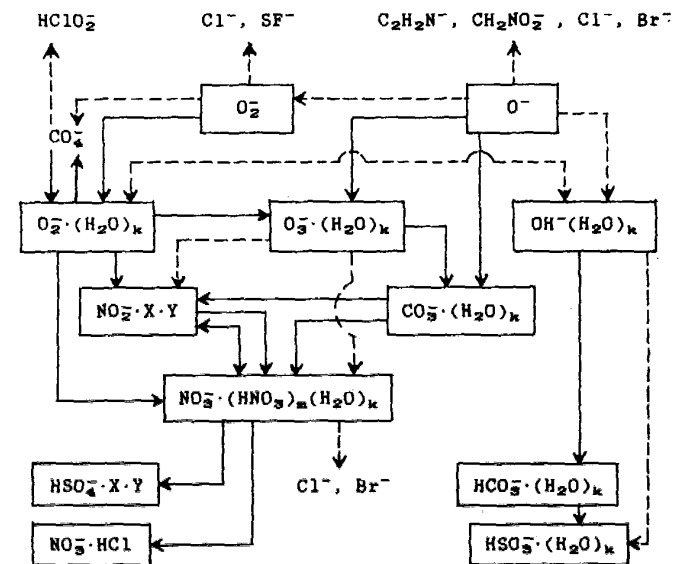 HClO₂⁻ Cl⁻, SF⁻ C₂H₂N⁻, CH₂NO₂⁻, Cl⁻, Br⁻
O₂⁻ O⁻
CO₄⁻
O₂⁻·(H₂O)ₖ O₃⁻·(H₂O)ₖ OH⁻(H₂O)ₖ
NO₂⁻·X·Y CO₃⁻·(H₂O)ₖ
NO₃⁻·(HNO₃)ₘ(H₂O)ₖ
HSO₄⁻·X·Y Cl⁻, Br⁻ HCO₃⁻·(H₂O)ₖ
NO₃⁻·HCl HSO₃⁻·(H₂O)ₖ